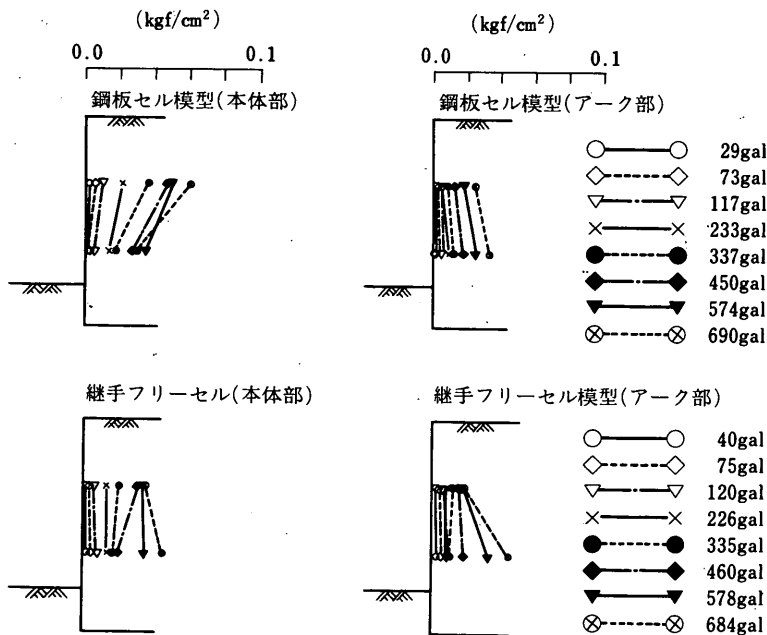 (kgf/cm²)
0.0 0.1
鋼板セル模型(本体部)
(kgf/cm²)
0.0 0.1
鋼板セル模型(アーク部)
29gal
73gal
117gal
233gal
337gal
450gal
574gal
690gal
継手フリーセル(本体部)
継手フリーセル模型(アーク部)
40gal
75gal
120gal
226gal
335gal
460gal
578gal
684gal